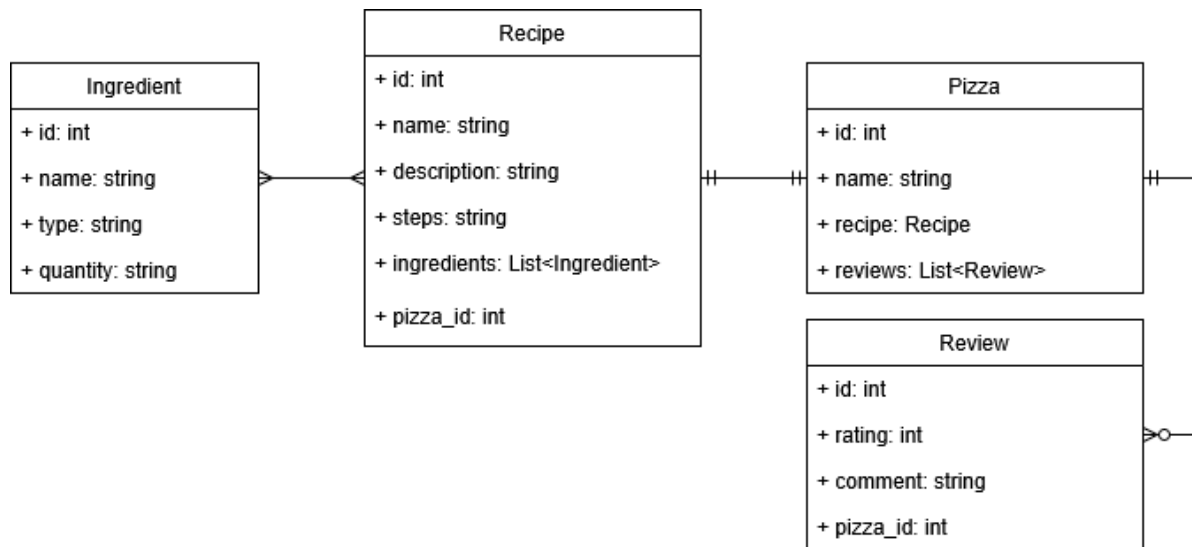 Ingredient
+ id: int
+ name: string
+ type: string
+ quantity: string
Recipe
+ id: int
+ name: string
+ description: string
+ steps: string
+ ingredients: List<Ingredient>
+ pizza_id: int
Pizza
+ id: int
+ name: string
+ recipe: Recipe
+ reviews: List<Review>
Review
+ id: int
+ rating: int
+ comment: string
+ pizza_id: int